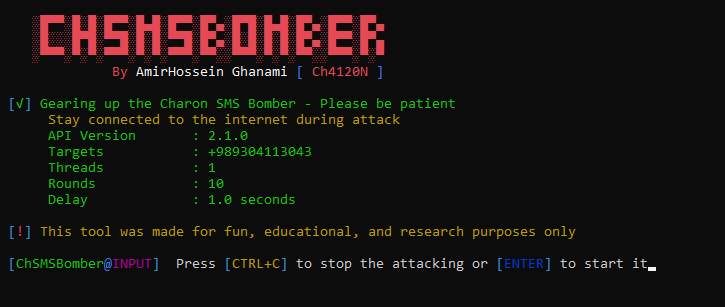 CHSMSBOMBER
By AmirHossein Ghanami [ Ch4120N ]
[√] Gearing up the Charon SMS Bomber - Please be patient
Stay connected to the internet during attack
API Version : 2.1.0
Targets : +989304113043
Threads : 1
Rounds : 10
Delay : 1.0 seconds
[!] This tool was made for fun, educational, and research purposes only
[ChSMSBomber@INPUT] Press [CTRL+C] to stop the attacking or [ENTER] to start it_